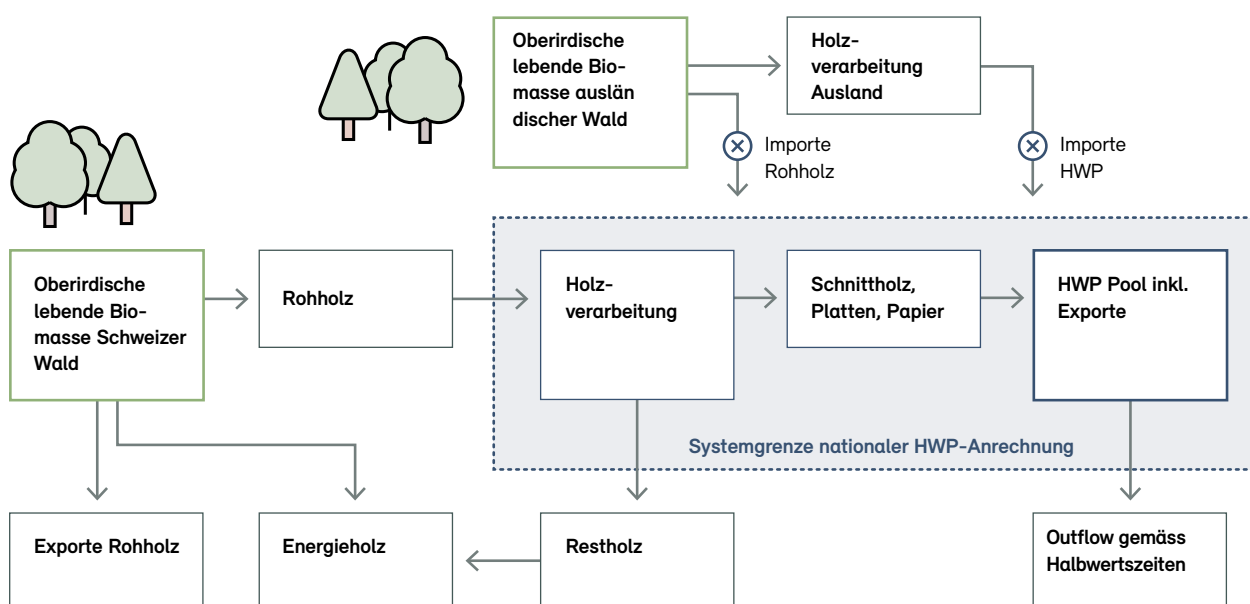 Oberirdische
lebende Bio-
masse auslän
discher Wald
Holz-
verarbeitung
Ausland
Importe
Rohholz
Importe
HWP
Oberirdische
lebende Bio-
masse Schweizer
Wald
Rohholz
Holz-
verarbeitung
Schnittholz,
Platten, Papier
HWP Pool inkl.
Exporte
Systemgrenze nationaler HWP-Anrechnung
Exporte Rohholz
Energieholz
Restholz
Outflow gemäss
Halbwertszeiten